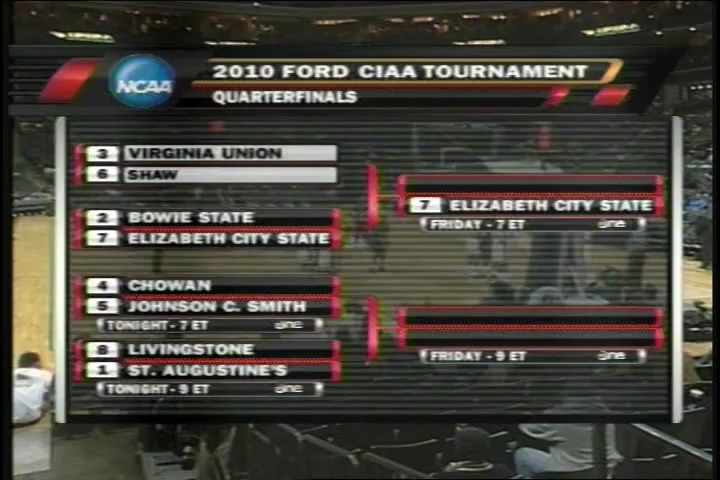 NCAA
2010 FORD CIAA TOURNAMENT
QUARTERFINALS
3 VIRGINIA UNION
6 SHAW
2 BOWIE STATE
7 ELIZABETH CITY STATE
4 CHOWAN
5 JOHNSON C. SMITH
TONIGHT - 7 ET
8 LIVINGSTONE
1 ST. AUGUSTINE'S
TONIGHT - 9 ET
7 ELIZABETH CITY STATE
FRIDAY - 7 ET
FRIDAY - 9 ET